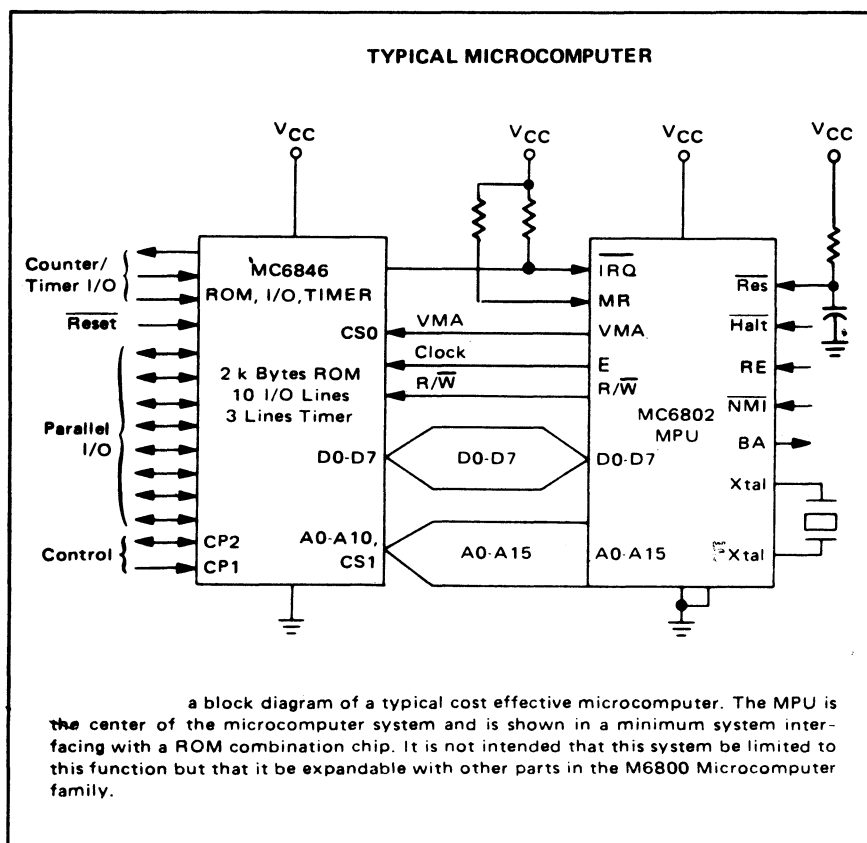 TYPICAL MICROCOMPUTER
VCC
VCC
VCC
VCC
Counter/
Timer I/O
Reset
Parallel
I/O
Control
MC6846
ROM, I/O, TIMER
CS0
2 k Bytes ROM
10 I/O Lines
3 Lines Timer
D0-D7
A0-A10,
CS1
CP2
CP1
VMA
Clock
R/W̅
D0-D7
A0-A15
I̅R̅Q̅
MR
VMA
E
R/W̅
MC6802
MPU
D0-D7
A0-A15
R̅e̅s̅
H̅a̅l̅t̅
RE
N̅M̅I̅
BA
Xtal
Xtal
a block diagram of a typical cost effective microcomputer. The MPU is
the center of the microcomputer system and is shown in a minimum system inter-
facing with a ROM combination chip. It is not intended that this system be limited to
this function but that it be expandable with other parts in the M6800 Microcomputer
family.